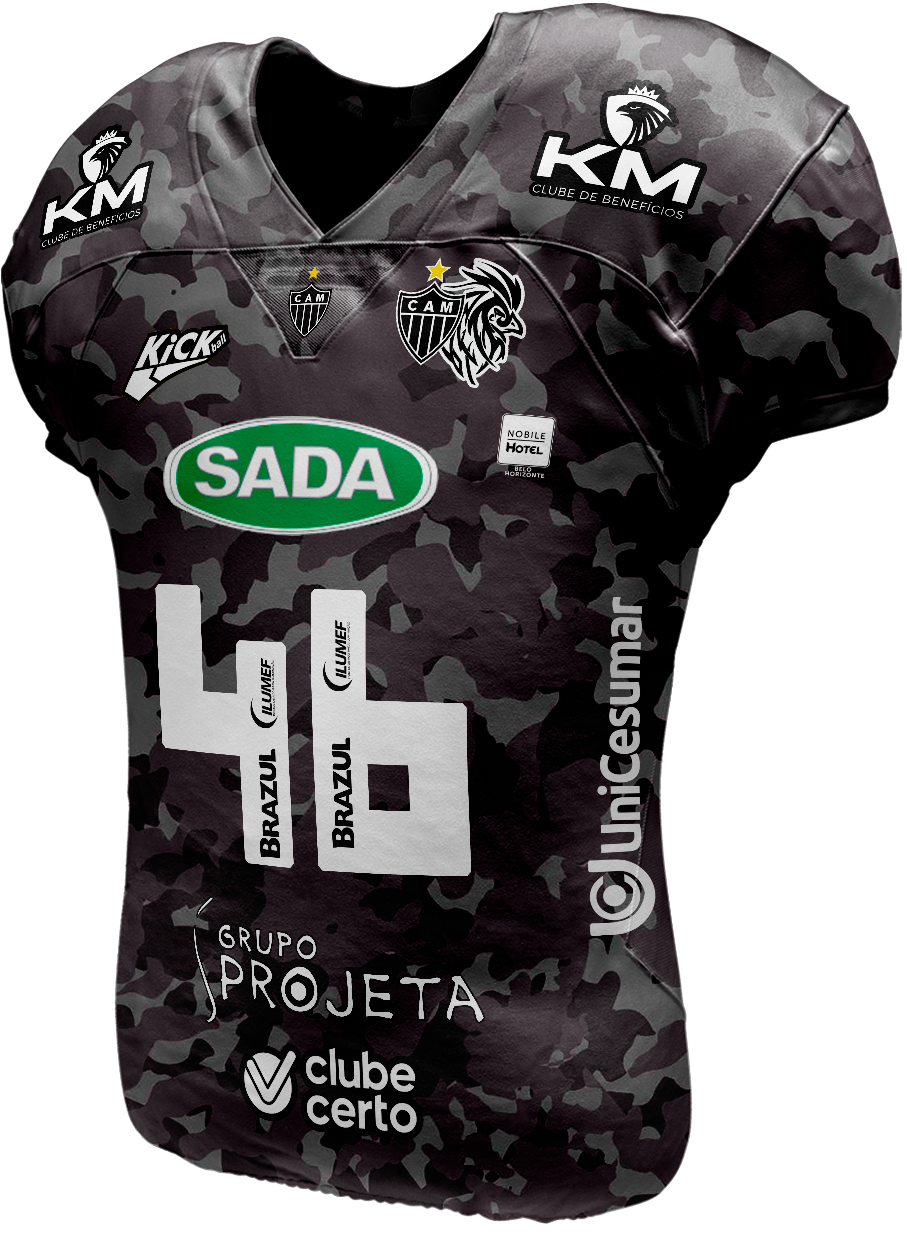 KM
CLUBE DE BENEFÍCIOS
KM
CLUBE DE BENEFÍCIOS
CAM
CAM
KiCK
ball
SADA
NOBILE
HOTEL
BELO
HORIZONTE
46
ILUMEF
BRAZUL
ILUMEF
BRAZUL
UniCesumar
GRUPO
PROJETA
clube
certo